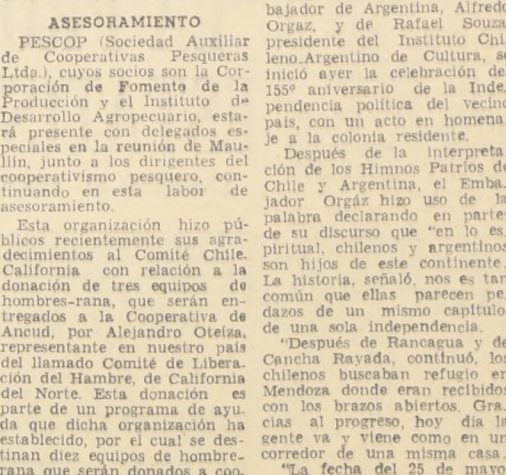 ASESORAMIENTO
PESCOP (Sociedad Auxiliar
de Cooperativas Pesqueras
Ltda.), cuyos socios son la Cor-
poración de Fomento de la
Producción y el Instituto de
Desarrollo Agropecuario, esta-
rá presente con delegados es-
peciales en la reunión de Mau-
llín, junto a los dirigentes del
cooperativismo pesquero, con-
tinuando en esta labor de
asesoramiento.
Esta organización hizo pú-
blicos recientemente sus agra-
decimientos al Comité Chile-
California con relación a la
donación de tres equipos de
hombres-rana, que serán en-
tregados a la Cooperativa de
Ancud, por Alejandro Oteíza,
representante en nuestro país
del llamado Comité de Libera-
ción del Hambre, de California
del Norte. Esta donación es
parte de un programa de ayu-
da que dicha organización ha
establecido, por el cual se des-
tinan diez equipos de hombre-
rana que serán donados a coo-
bajador de Argentina, Alfredo
Orgaz, y de Rafael Souza
presidente del Instituto Chi-
leno-Argentino de Cultura, se
inició ayer la celebración de
155º aniversario de la Inde-
pendencia política del vecino
país, con un acto en homena-
je a la colonia residente.
Después de la interpreta-
ción de los Himnos Patrios de
Chile y Argentina, el Emba-
jador Orgáz hizo uso de la
palabra declarando en parte
de su discurso que "en lo es-
piritual, chilenos y argentinos
son hijos de este continente.
La historia, señaló, nos es tan
común que ellas parecen pe-
dazos de un mismo capítulo
de una sola independencia.
"Después de Rancagua y de
Cancha Rayada, continuó, los
chilenos buscaban refugio en
Mendoza donde eran recibidos
con los brazos abiertos. Gra-
cias al progreso, hoy día la
gente va y viene como en un
corredor de una misma casa.
"La fecha del 25 de mayo